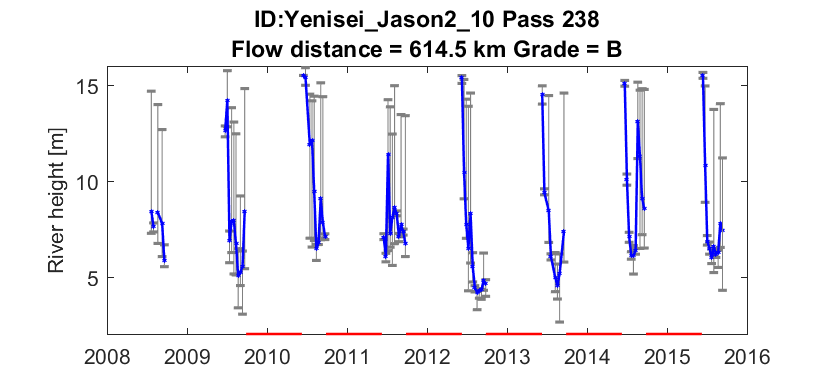 ID:Yenisei_Jason2_10 Pass 238
Flow distance = 614.5 km Grade = B
15
10
5
River height [m]
2008 2009 2010 2011 2012 2013 2014 2015 2016